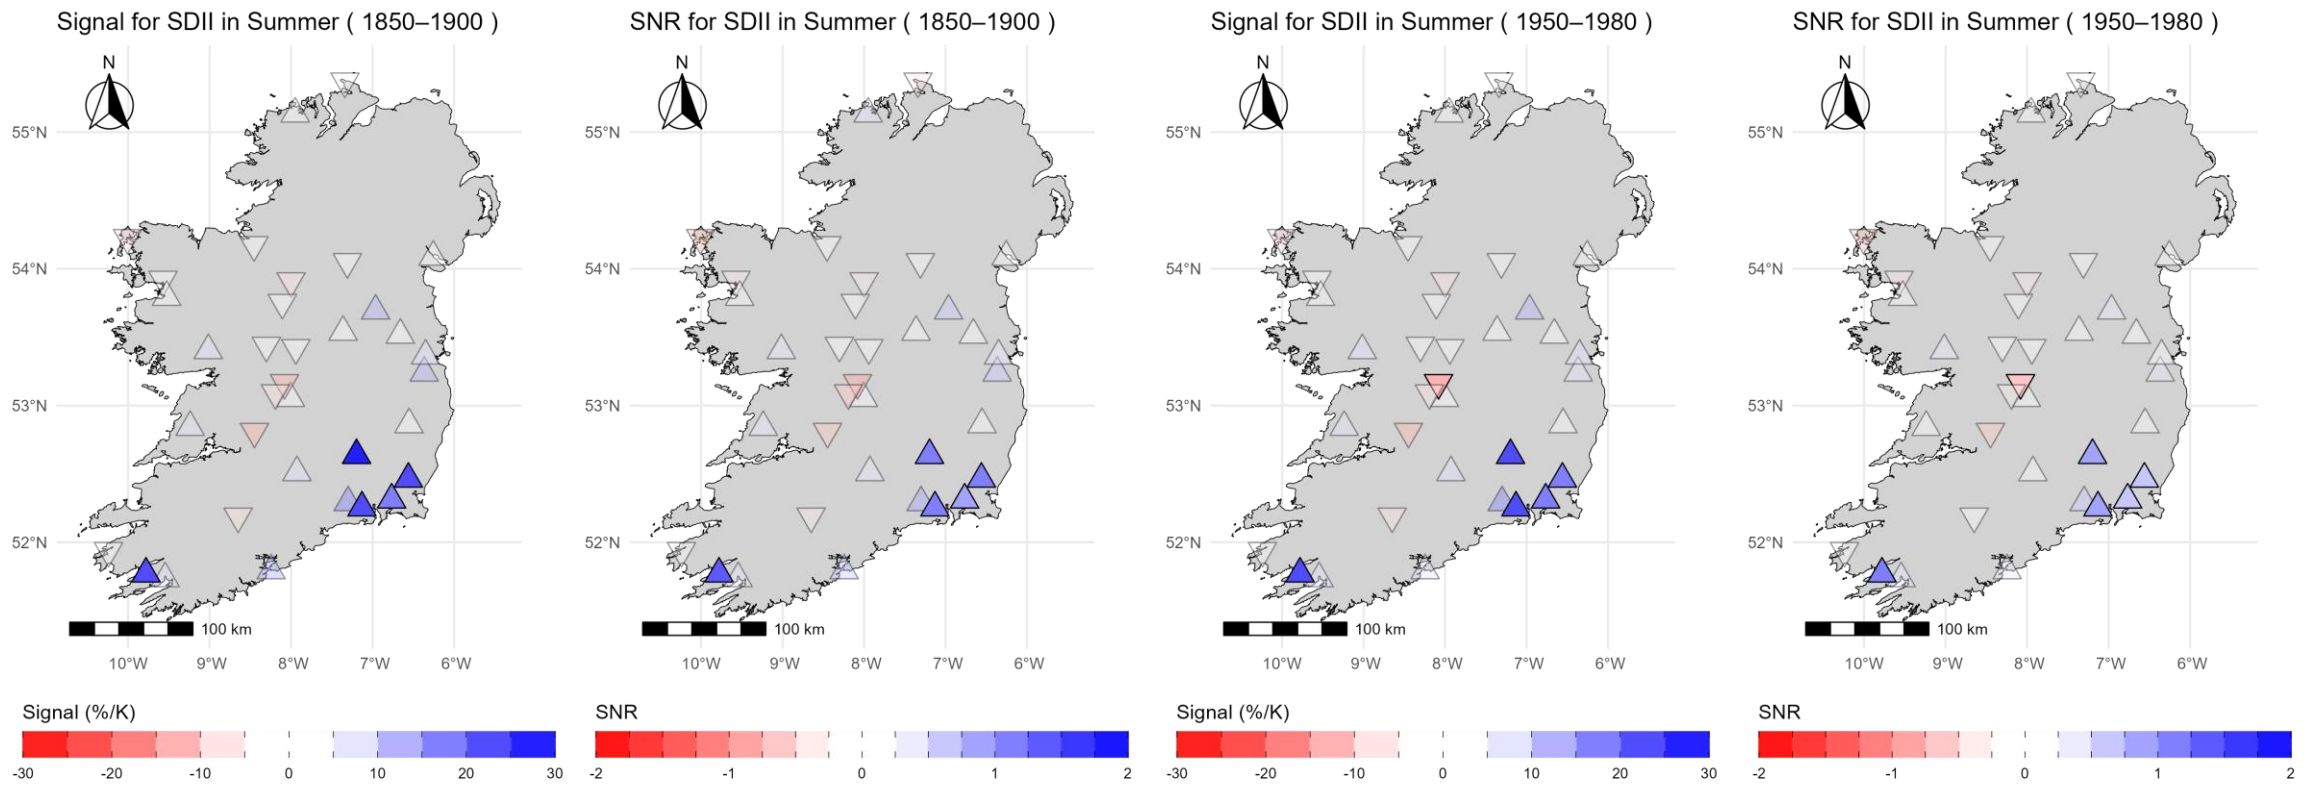 Signal for SDII in Summer ( 1850–1900 )
N
55°N
54°N
53°N
52°N
100 km
10°W 9°W 8°W 7°W 6°W
Signal (%/K)
-30 -20 -10 0 10 20 30
SNR for SDII in Summer ( 1850–1900 )
N
55°N
54°N
53°N
52°N
100 km
10°W 9°W 8°W 7°W 6°W
SNR
-2 -1 0 1 2
Signal for SDII in Summer ( 1950–1980 )
N
55°N
54°N
53°N
52°N
100 km
10°W 9°W 8°W 7°W 6°W
Signal (%/K)
-30 -20 -10 0 10 20 30
SNR for SDII in Summer ( 1950–1980 )
N
55°N
54°N
53°N
52°N
100 km
10°W 9°W 8°W 7°W 6°W
SNR
-2 -1 0 1 2